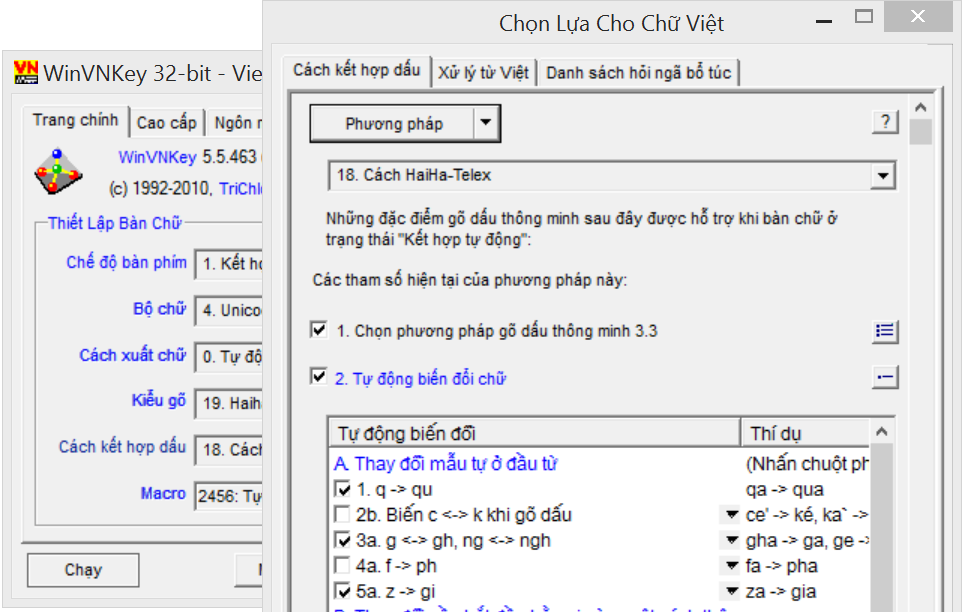 WinVNKey 32-bit - Vie
Trang chính
Cao cấp
Ngôn
WinVNKey 5.5.463
(c) 1992-2010, TriChl
Thiết Lập Bàn Chữ
Chế độ bàn phím
1. Kết
Bộ chữ
4. Unico
Cách xuất chữ
0. Tự độ
Kiểu gõ
19. Haih
Cách kết hợp dấu
18. Các
Macro
2456: Tự
Chạy
Chọn Lựa Cho Chữ Việt
Cách kết hợp dấu
Xử lý từ Việt
Danh sách hỏi ngã bổ túc
Phương pháp
?
18. Cách HaiHa-Telex
Những đặc điểm gõ dấu thông minh sau đây được hỗ trợ khi bàn chữ ở
trạng thái "Kết hợp tự động":
Các tham số hiện tại của phương pháp này:
1. Chọn phương pháp gõ dấu thông minh 3.3
2. Tự động biến đổi chữ
Tự động biến đổi Thí dụ
A. Thay đổi mẫu tự ở đầu từ (Nhấn chuột ph
1. q -> qu qa -> qua
2b. Biến c <-> k khi gõ dấu ce' -> ké, ka` ->
3a. g <-> gh, ng <-> ngh gha -> ga, ge ->
4a. f -> ph fa -> pha
5a. z -> gi za -> gia